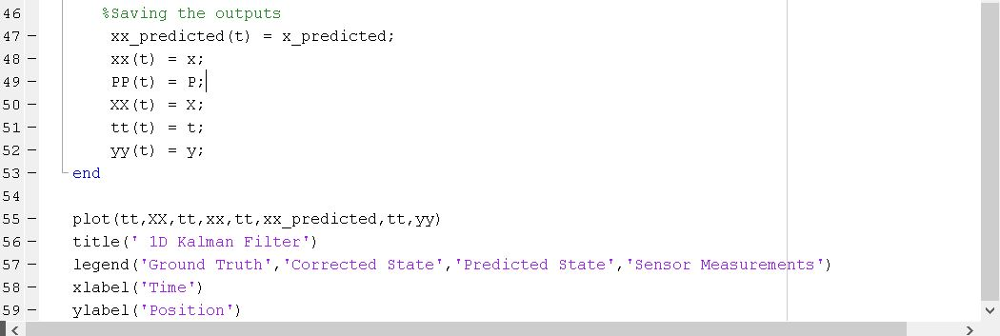 46 %Saving the outputs
47 – xx_predicted(t) = x_predicted;
48 – xx(t) = x;
49 – PP(t) = P;
50 – XX(t) = X;
51 – tt(t) = t;
52 – yy(t) = y;
53 – end
54
55 – plot(tt,XX,tt,xx,tt,xx_predicted,tt,yy)
56 – title(' 1D Kalman Filter')
57 – legend('Ground Truth','Corrected State','Predicted State','Sensor Measurements')
58 – xlabel('Time')
59 – ylabel('Position')